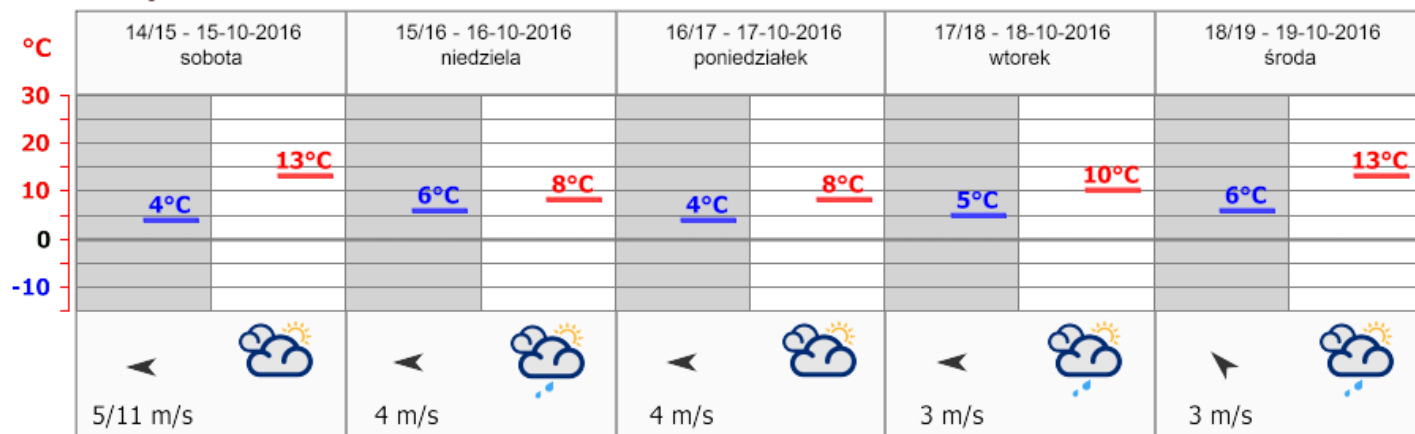 °C
14/15 - 15-10-2016
sobota
15/16 - 16-10-2016
niedziela
16/17 - 17-10-2016
poniedziałek
17/18 - 18-10-2016
wtorek
18/19 - 19-10-2016
środa
30
20
10
0
-10
4°C
13°C
6°C
8°C
4°C
8°C
5°C
10°C
6°C
13°C
5/11 m/s
4 m/s
4 m/s
3 m/s
3 m/s